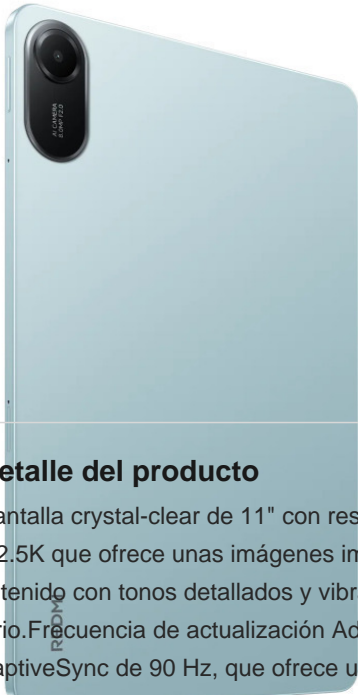 AI CAMERA
8.0MP F2.0
etalle del producto
antalla crystal-clear de 11" con res
2.5K que ofrece unas imágenes in
tenido con tonos detallados y vibr
rio.Frecuencia de actualización Ad
aptiveSync de 90 Hz, que ofrece u
REDMI